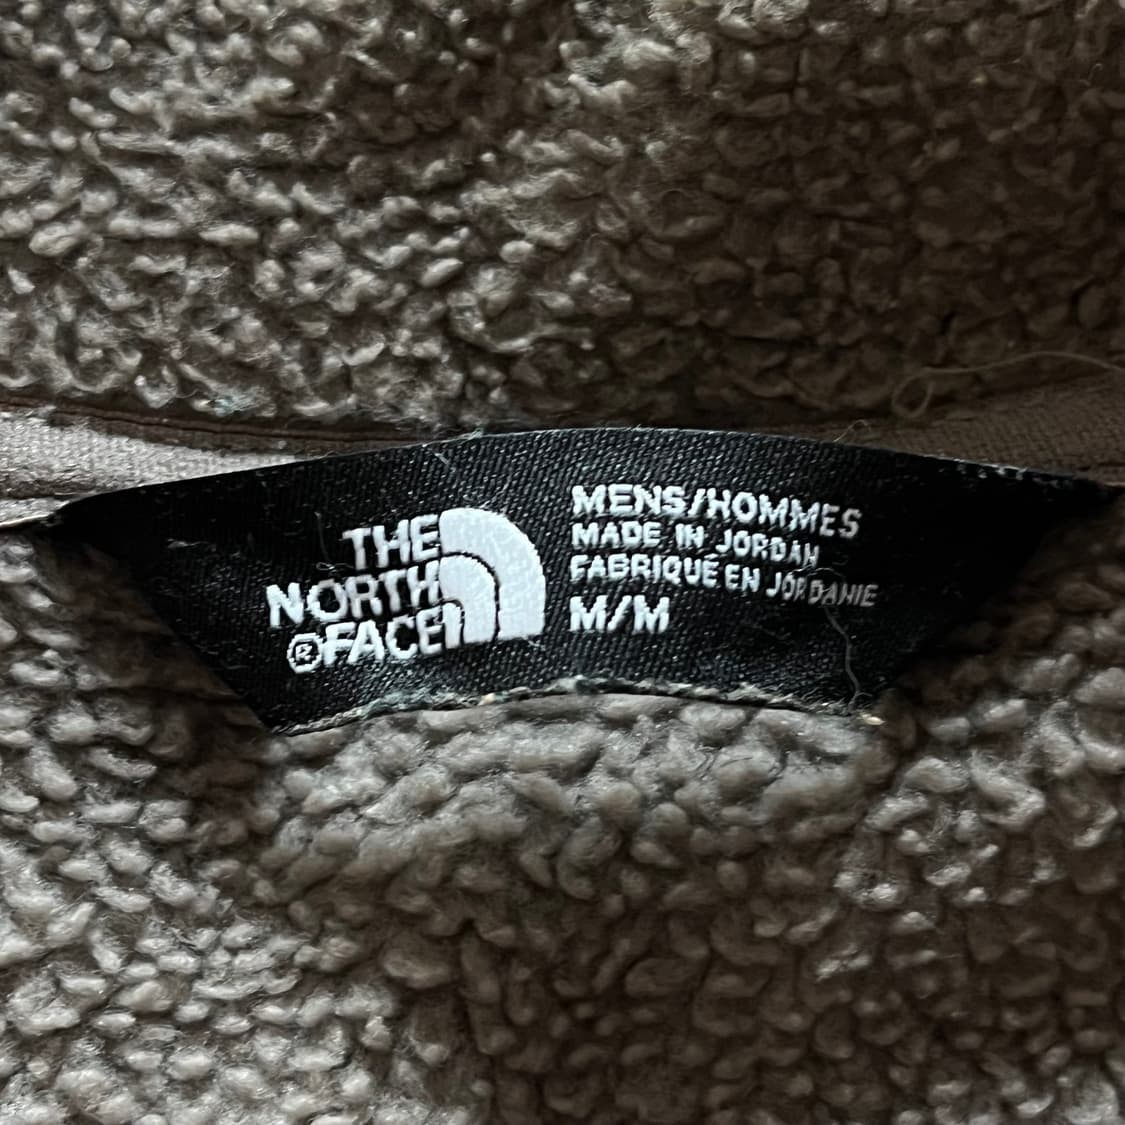 THE
NORTH
®FACE
MENS/HOMMES
MADE IN JORDAN
FABRIQUÉ EN JORDANIE
M/M